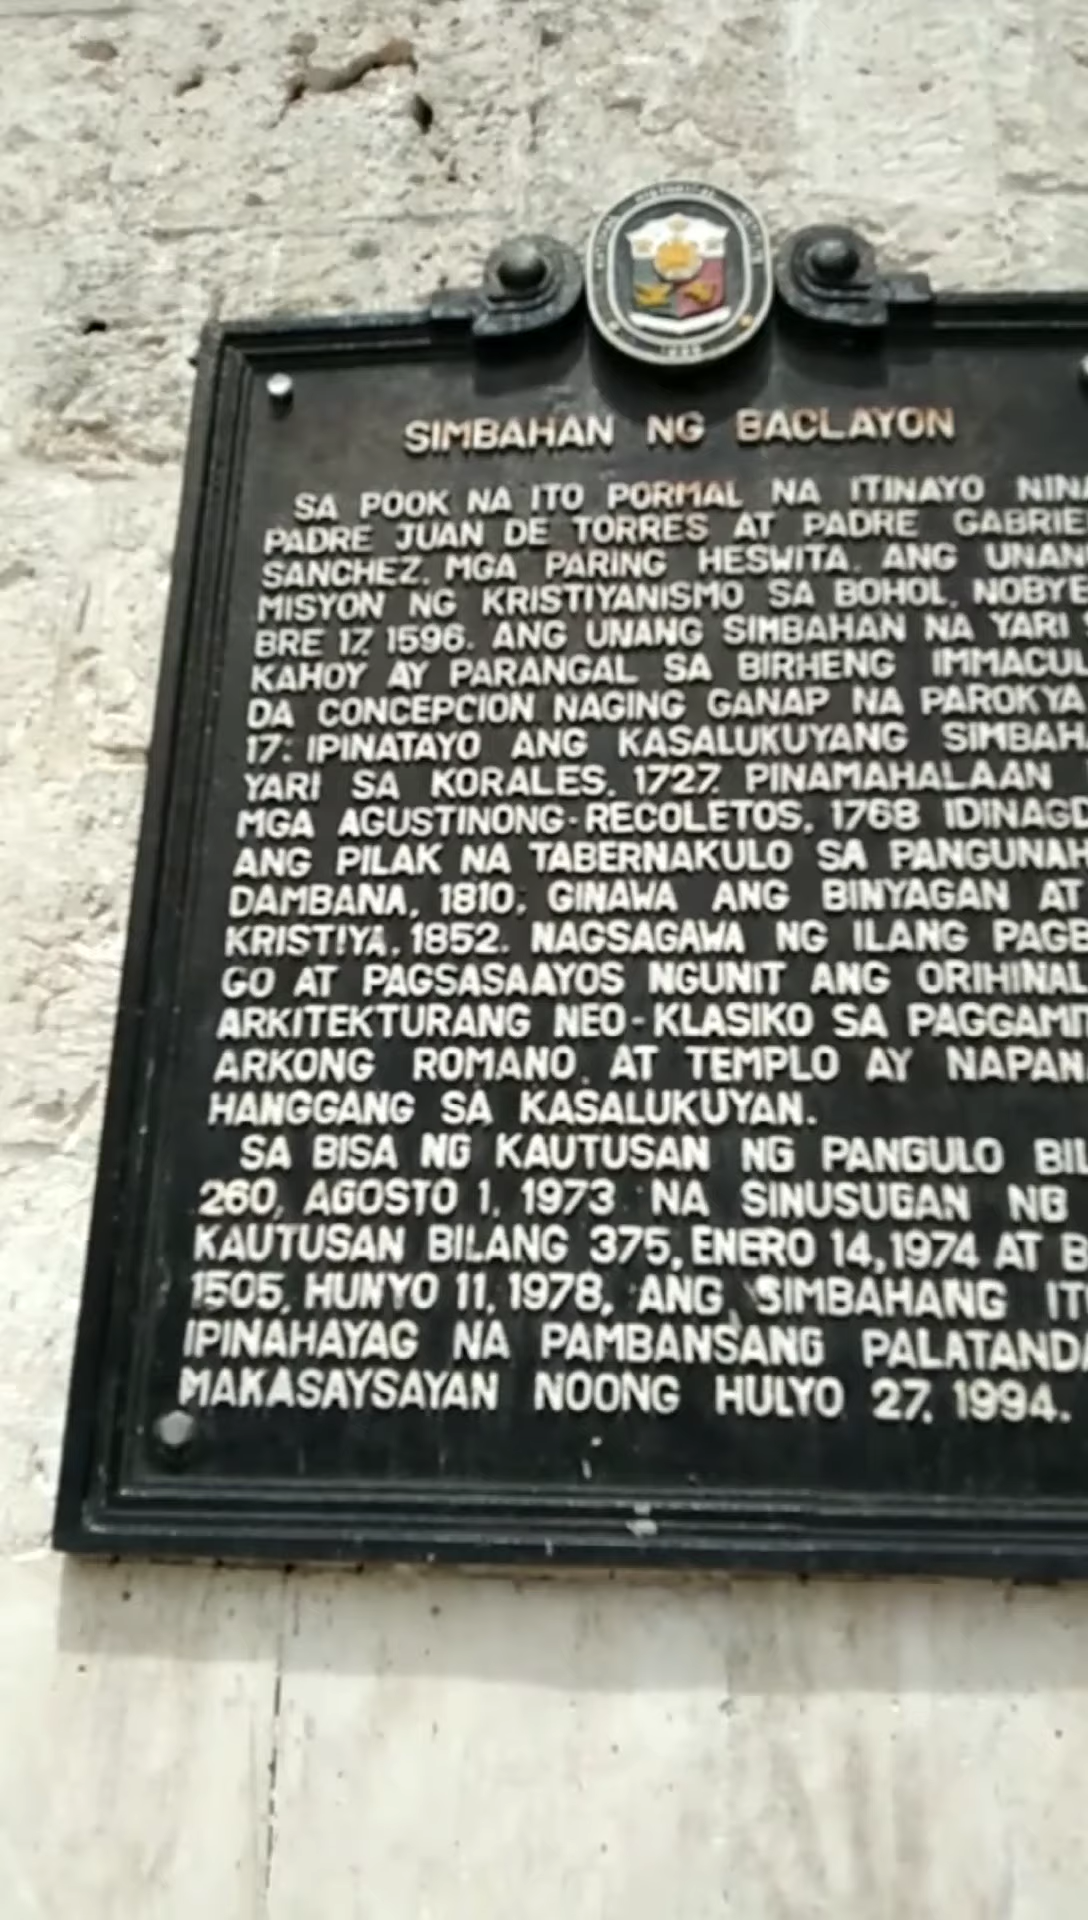 SIMBAHAN NG BACLAYON
SA POOK NA ITO PORMAL NA ITINAYO NINA
PADRE JUAN DE TORRES AT PADRE GABRIE
SANCHEZ, MGA PARING HESWITA, ANG UNAN
MISYON NG KRISTIYANISMO SA BOHOL, NOBYE
BRE 17, 1596. ANG UNANG SIMBAHAN NA YARI
KAHOY AY PARANGAL SA BIRHENG IMMACUL
DA CONCEPCION NAGING GANAP NA PAROKYA
17; IPINATAYO ANG KASALUKUYANG SIMBAH
YARI SA KORALES, 1727. PINAMAHALAAN
MGA AGUSTINONG-RECOLETOS, 1768 IDINAGD
ANG PILAK NA TABERNAKULO SA PANGUNAH
DAMBANA, 1810; GINAWA ANG BINYAGAN AT
KRISTIYA, 1852. NAGSAGAWA NG ILANG PAGB
GO AT PAGSASAAYOS NGUNIT ANG ORIHINAL
ARKITEKTURANG NEO-KLASIKO SA PAGGAMIT
ARKONG ROMANO AT TEMPLO AY NAPAN
HANGGANG SA KASALUKUYAN.
SA BISA NG KAUTUSAN NG PANGULO BIL
260, AGOSTO 1, 1973 NA SINUSUGAN NG
KAUTUSAN BILANG 375, ENERO 14, 1974 AT B
1505, HUNYO 11, 1978, ANG SIMBAHANG IT
IPINAHAYAG NA PAMBANSANG PALATANDA
MAKASAYSAYAN NOONG HULYO 27, 1994.